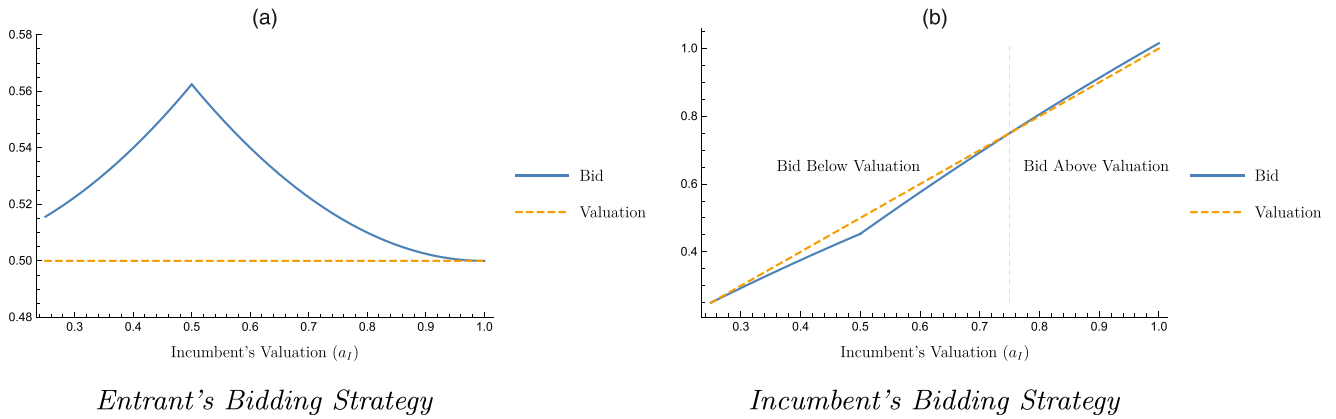 (a)
0.58
0.56
0.54
0.52
0.50
0.48
0.3 0.4 0.5 0.6 0.7 0.8 0.9 1.0
Incumbent's Valuation (a_I)
Bid
Valuation
Entrant's Bidding Strategy
(b)
1.0
0.8
0.6
0.4
0.3 0.4 0.5 0.6 0.7 0.8 0.9 1.0
Bid Below Valuation
Bid Above Valuation
Incumbent's Valuation (a_I)
Bid
Valuation
Incumbent's Bidding Strategy